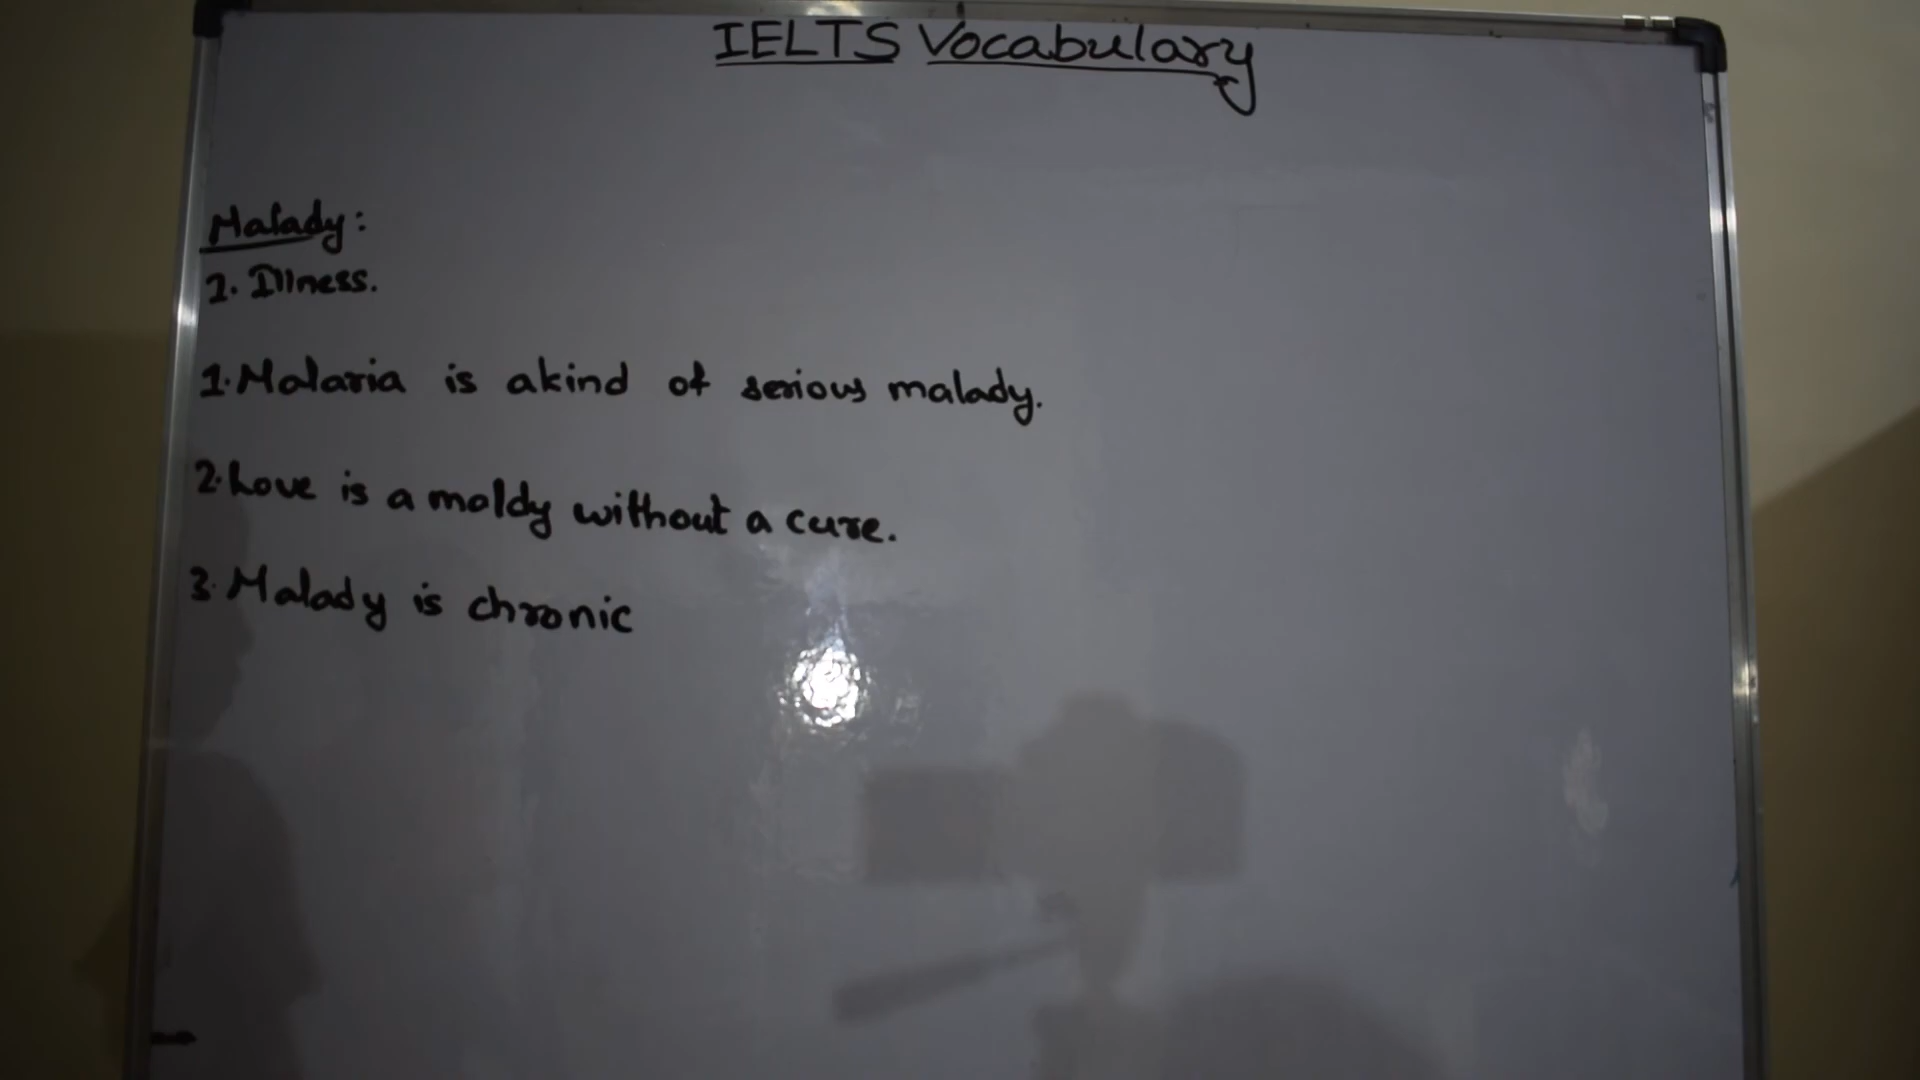 IELTS Vocabulary
Malady:
1. Illness.
1. Malaria is akind of serious malady.
2. Love is a maldy without a cure.
3. Malady is chronic